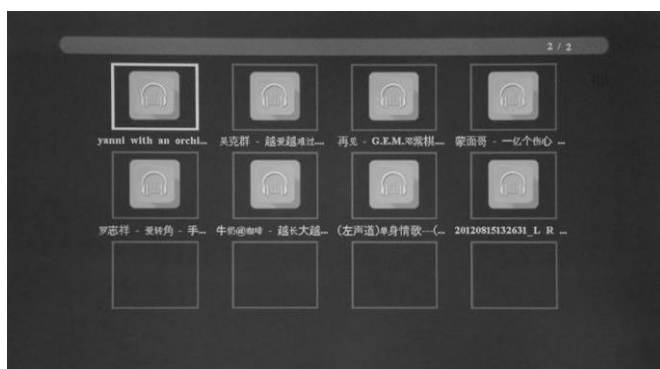 2 / 2
yanni with an orchi...
吴克群 - 越爱越难过....
再见 - G.E.M.邓紫棋....
蒙面哥 - 一亿个伤心 ...
罗志祥 - 爱转角 - 手...
牛奶@咖啡 - 越长大越...
(左声道)单身情歌---(...
20120815132631_L R ...